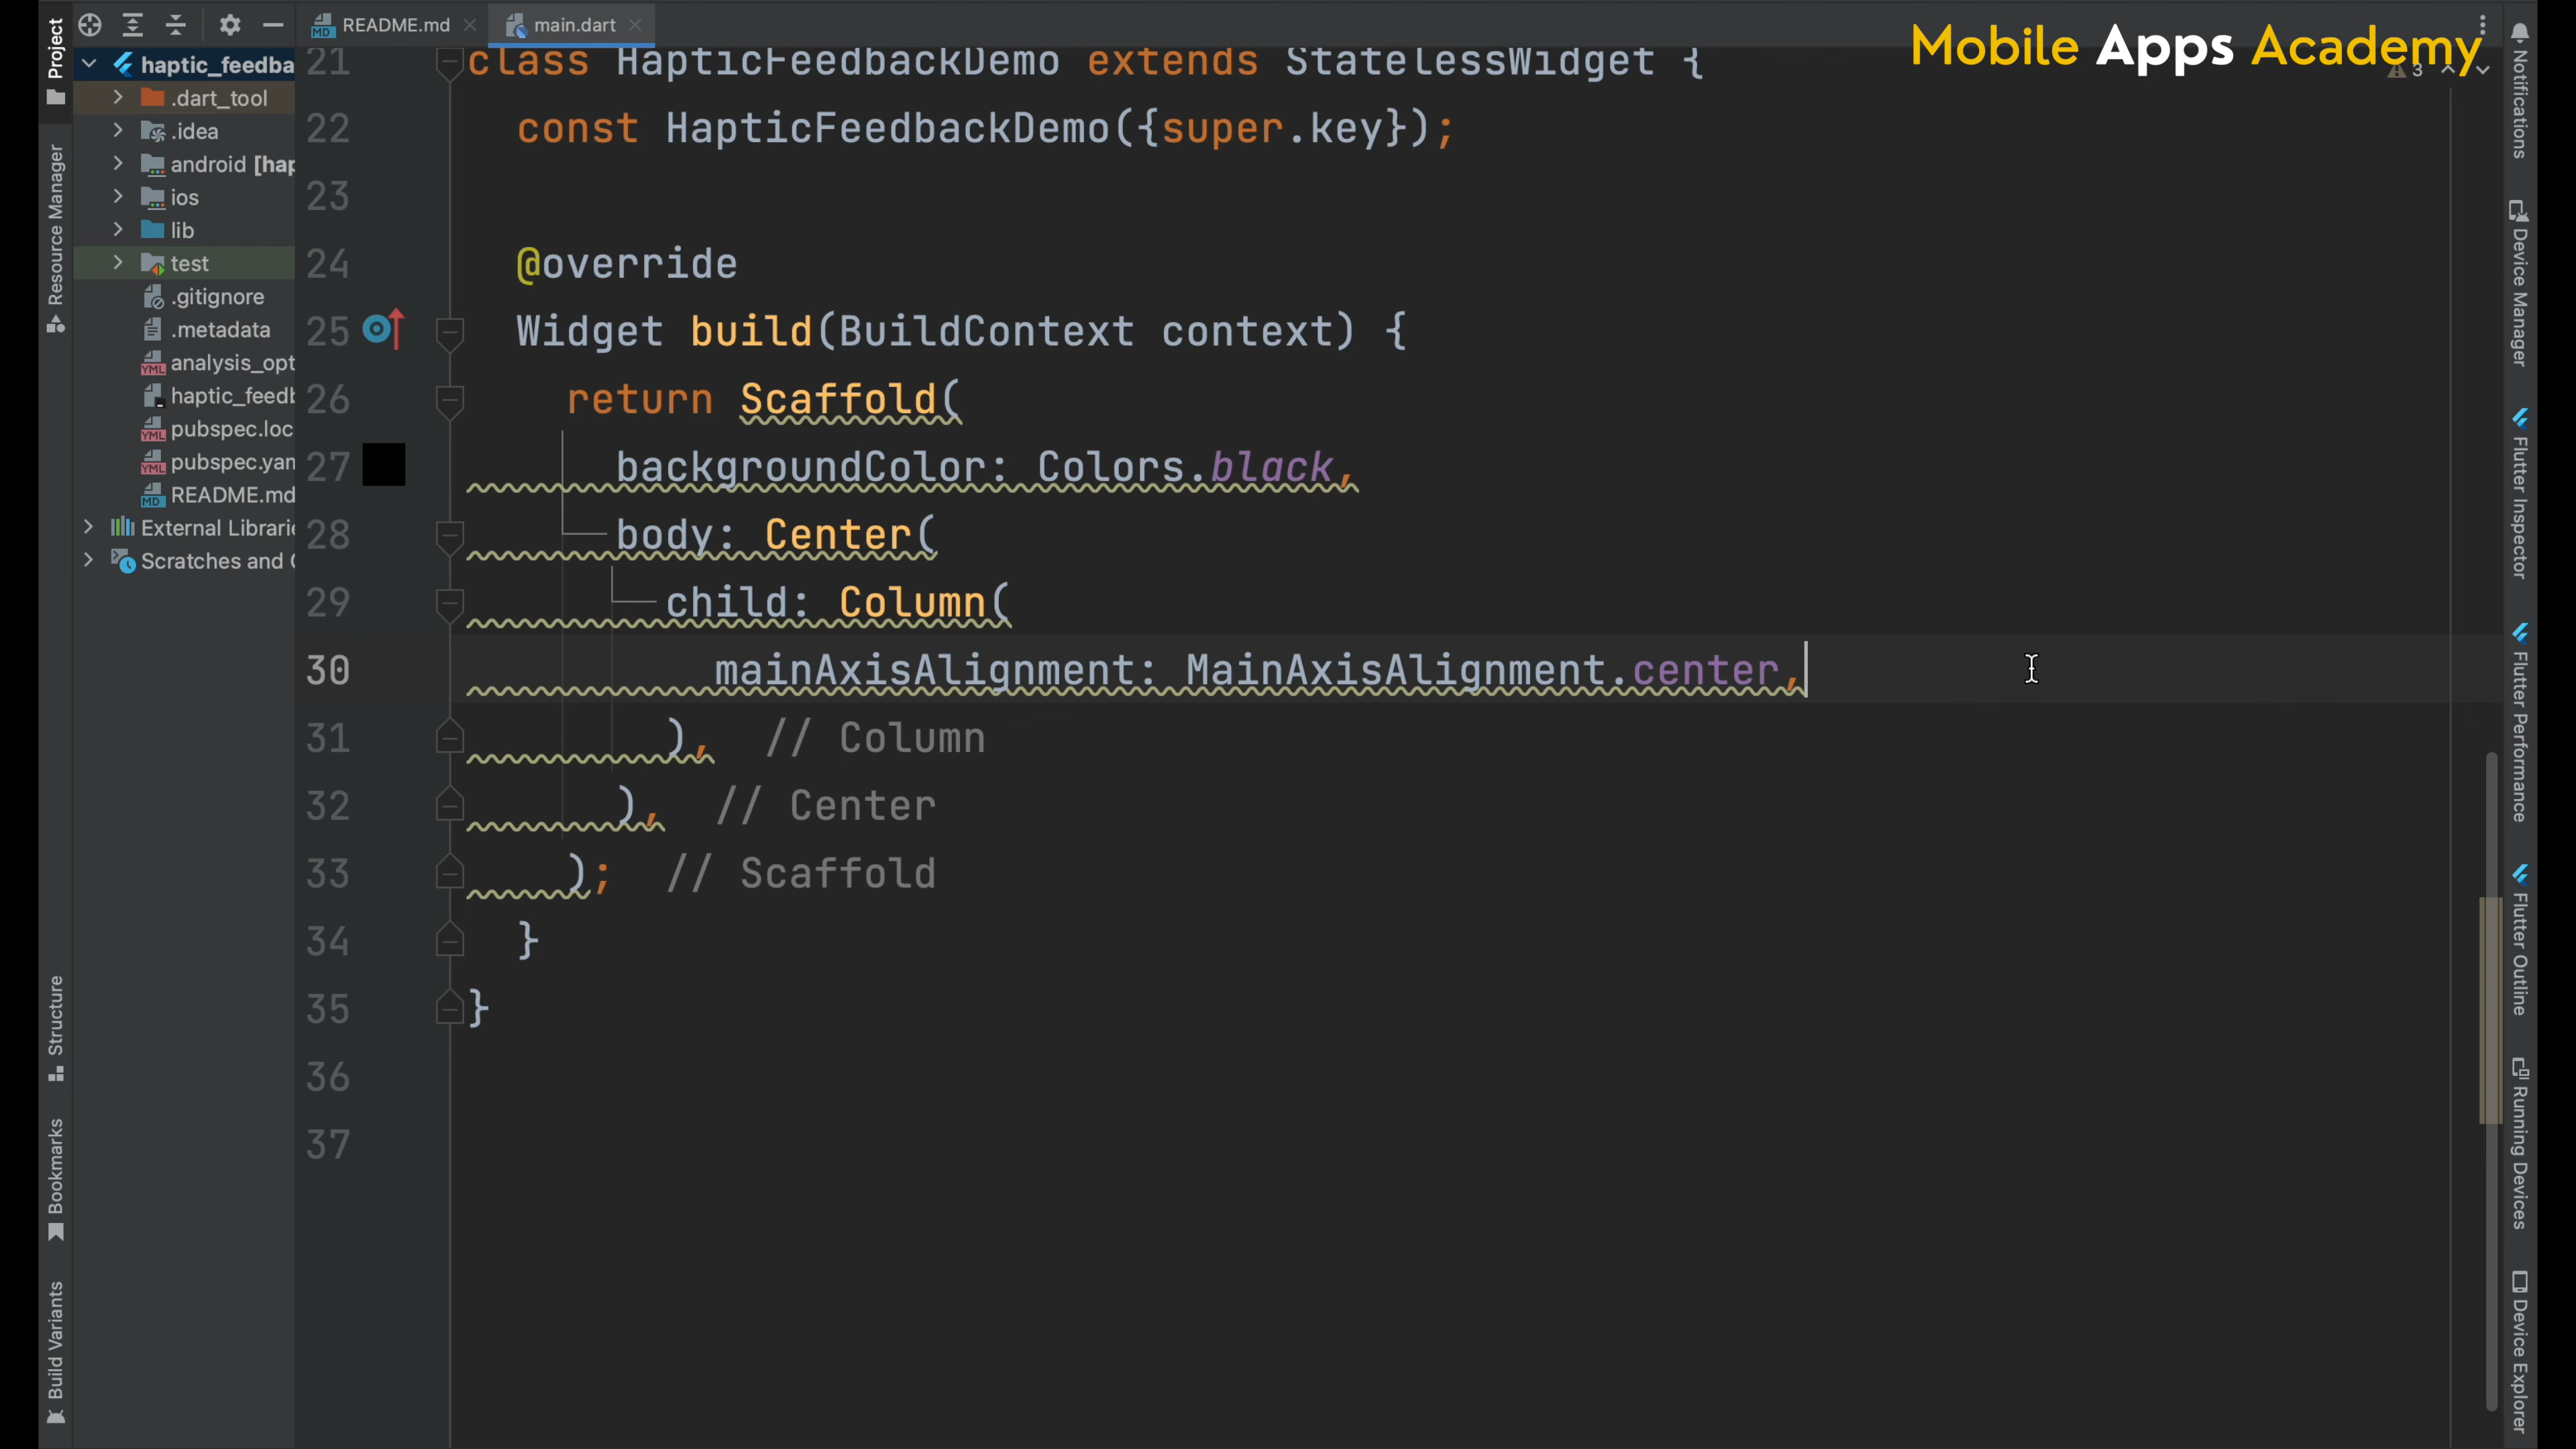 Project
README.md
main.dart
Mobile Apps Academy
3
haptic_feedba
.dart_tool
.idea
android [hap
ios
lib
test
.gitignore
.metadata
analysis_opt
haptic_feedb
pubspec.loc
pubspec.yam
README.md
External Librarie
Scratches and C
Resource Manager
Structure
Bookmarks
Build Variants
21 class HapticFeedbackDemo extends StatelessWidget {
22 const HapticFeedbackDemo({super.key});
23
24 @override
25 Widget build(BuildContext context) {
26 return Scaffold(
27 backgroundColor: Colors.black,
28 body: Center(
29 child: Column(
30 mainAxisAlignment: MainAxisAlignment.center,
31 ), // Column
32 ), // Center
33 ); // Scaffold
34 }
35 }
36
37
Notifications
Device Manager
Flutter Inspector
Flutter Performance
Flutter Outline
Running Devices
Device Explorer